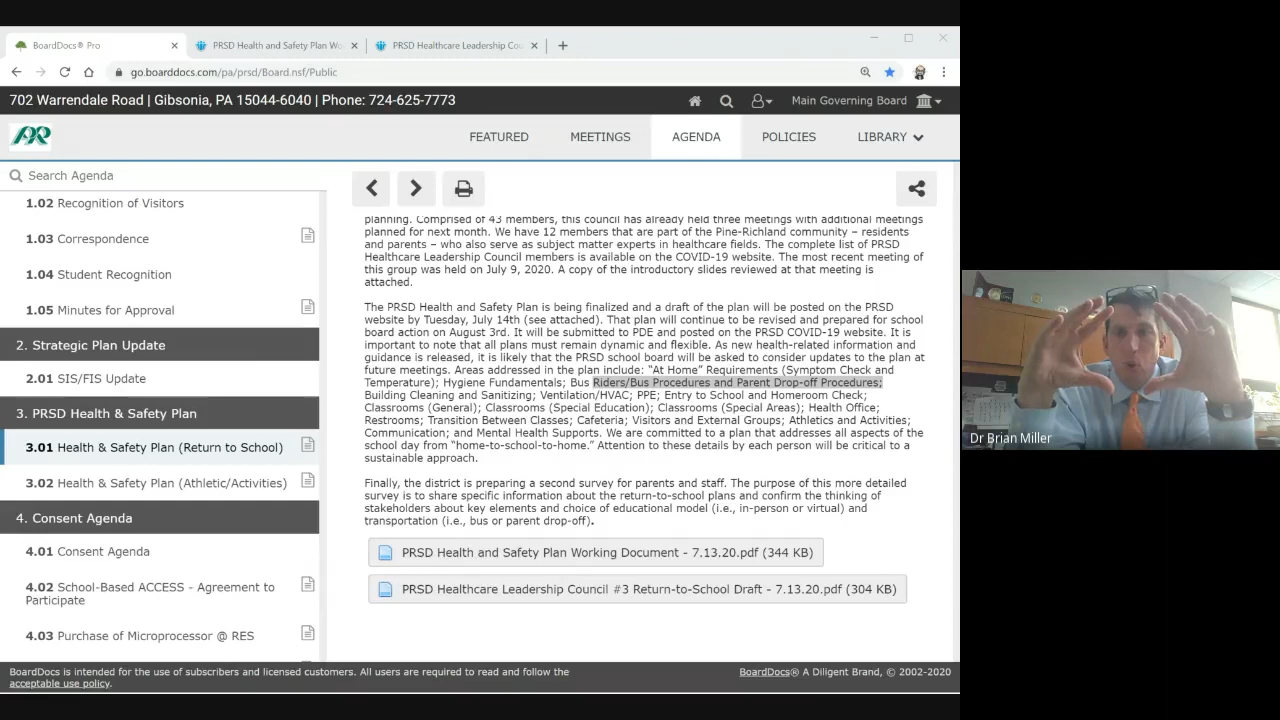 BoardDocs® Pro
PRSD Health and Safety Plan Wo
PRSD Healthcare Leadership Cou
go.boarddocs.com/pa/prsd/Board.nsf/Public
702 Warrendale Road | Gibsonia, PA 15044-6040 | Phone: 724-625-7773
Main Governing Board
PR
FEATURED
MEETINGS
AGENDA
POLICIES
LIBRARY
Search Agenda
1.02 Recognition of Visitors
1.03 Correspondence
1.04 Student Recognition
1.05 Minutes for Approval
2. Strategic Plan Update
2.01 SIS/FIS Update
3. PRSD Health & Safety Plan
3.01 Health & Safety Plan (Return to School)
3.02 Health & Safety Plan (Athletic/Activities)
4. Consent Agenda
4.01 Consent Agenda
4.02 School-Based ACCESS - Agreement to
Participate
4.03 Purchase of Microprocessor @ RES
planning. Comprised of 43 members, this council has already held three meetings with additional meetings
planned for next month. We have 12 members that are part of the Pine-Richland community – residents
and parents – who also serve as subject matter experts in healthcare fields. The complete list of PRSD
Healthcare Leadership Council members is available on the COVID-19 website. The most recent meeting of
this group was held on July 9, 2020. A copy of the introductory slides reviewed at that meeting is
attached.
The PRSD Health and Safety Plan is being finalized and a draft of the plan will be posted on the PRSD
website by Tuesday, July 14th (see attached). That plan will continue to be revised and prepared for school
board action on August 3rd. It will be submitted to PDE and posted on the PRSD COVID-19 website. It is
important to note that all plans must remain dynamic and flexible. As new health-related information and
guidance is released, it is likely that the PRSD school board will be asked to consider updates to the plan at
future meetings. Areas addressed in the plan include: “At Home” Requirements (Symptom Check and
Temperature); Hygiene Fundamentals; Bus Riders/Bus Procedures and Parent Drop-off Procedures;
Building Cleaning and Sanitizing; Ventilation/HVAC; PPE; Entry to School and Homeroom Check;
Classrooms (General); Classrooms (Special Education); Classrooms (Special Areas); Health Office;
Restrooms; Transition Between Classes; Cafeteria; Visitors and External Groups; Athletics and Activities;
Communication; and Mental Health Supports. We are committed to a plan that addresses all aspects of the
school day from “home-to-school-to-home.” Attention to these details by each person will be critical to a
sustainable approach.
Finally, the district is preparing a second survey for parents and staff. The purpose of this more detailed
survey is to share specific information about the return-to-school plans and confirm the thinking of
stakeholders about key elements and choice of educational model (i.e., in-person or virtual) and
transportation (i.e., bus or parent drop-off).
PRSD Health and Safety Plan Working Document - 7.13.20.pdf (344 KB)
PRSD Healthcare Leadership Council #3 Return-to-School Draft - 7.13.20.pdf (304 KB)
Dr Brian Miller
BoardDocs is intended for the use of subscribers and licensed customers. All users are required to read and follow the
acceptable use policy.
BoardDocs® A Diligent Brand, © 2002-2020